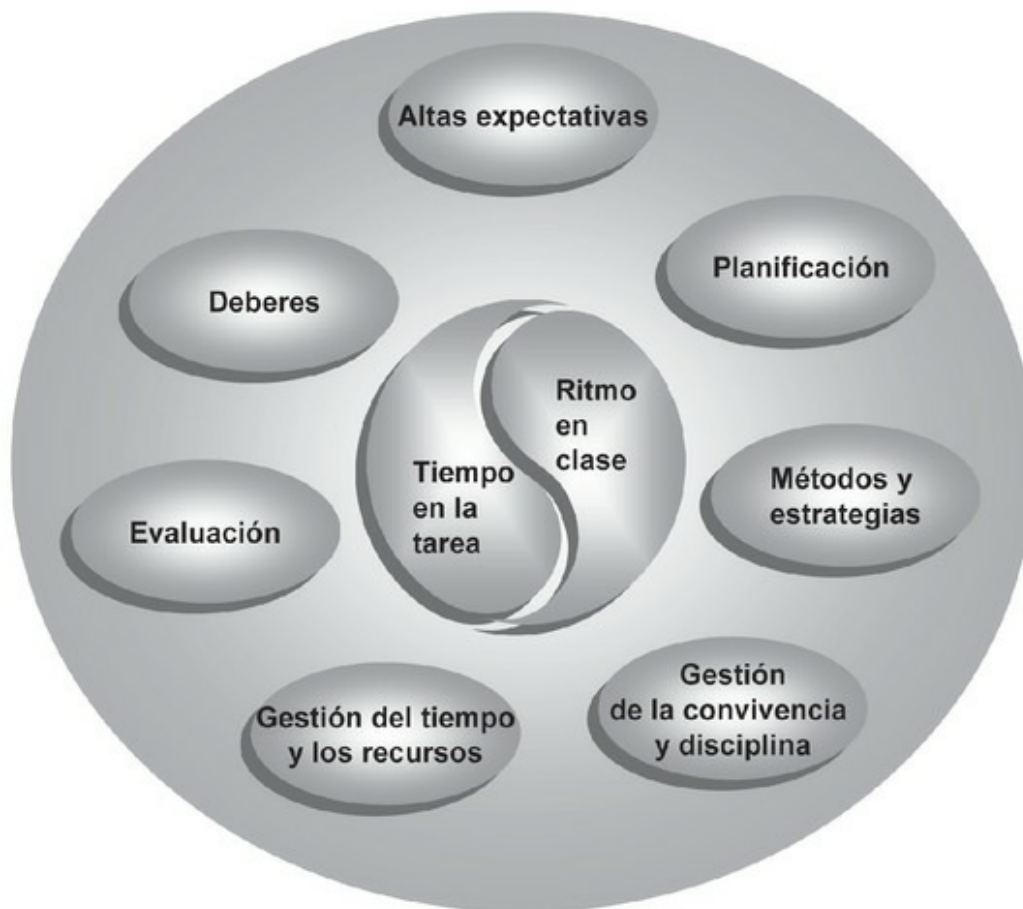 Altas expectativas
Planificación
Deberes
Ritmo
en
clase
Tiempo
en la
tarea
Métodos y
estrategias
Evaluación
Gestión
de la convivencia
y disciplina
Gestión del tiempo
y los recursos